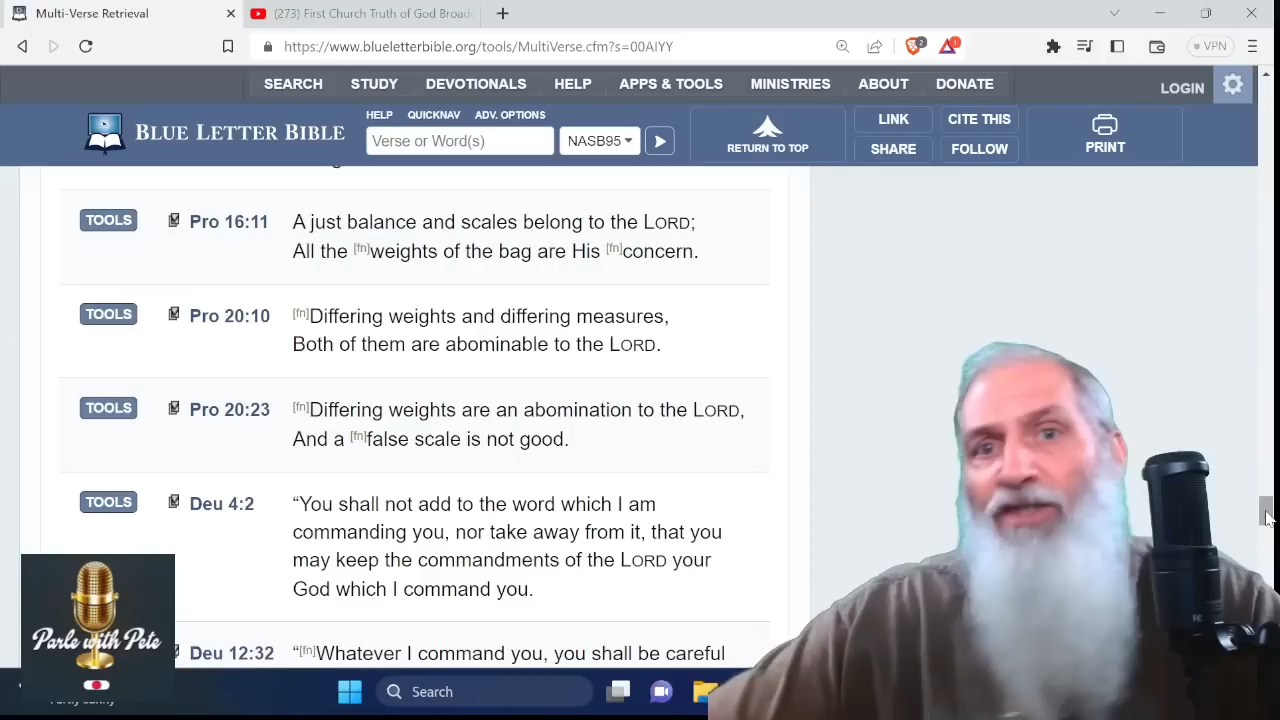 Multi-Verse Retrieval
(273) First Church Truth of God Broadc
https://www.blueletterbible.org/tools/MultiVerse.cfm?s=00AIYY
2
1
VPN
SEARCH STUDY DEVOTIONALS HELP APPS & TOOLS MINISTRIES ABOUT DONATE
LOGIN
BLUE LETTER BIBLE
HELP QUICKNAV ADV. OPTIONS
Verse or Word(s)
NASB95
RETURN TO TOP
LINK
CITE THIS
SHARE
FOLLOW
PRINT
TOOLS Pro 16:11 A just balance and scales belong to the LORD;
All the [fn]weights of the bag are His [fn]concern.
TOOLS Pro 20:10 [fn]Differing weights and differing measures,
Both of them are abominable to the LORD.
TOOLS Pro 20:23 [fn]Differing weights are an abomination to the LORD,
And a [fn]false scale is not good.
TOOLS Deu 4:2 “You shall not add to the word which I am
commanding you, nor take away from it, that you
may keep the commandments of the LORD your
God which I command you.
Deu 12:32 “[fn]Whatever I command you, you shall be careful
Parle with Pete
Search